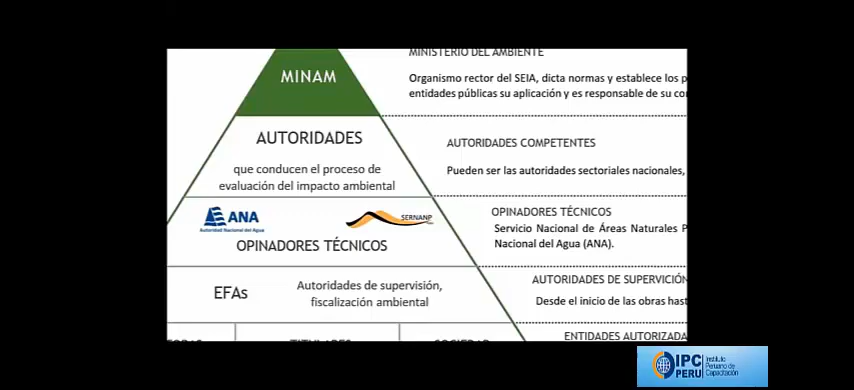 MINISTERIO DEL AMBIENTE
MINAM
Organismo rector del SEIA, dicta normas y establece los p
entidades públicas su aplicación y es responsable de su co
AUTORIDADES
que conducen el proceso de
evaluación del impacto ambiental
AUTORIDADES COMPETENTES
Pueden ser las autoridades sectoriales nacionales,
ANA
Autoridad Nacional del Agua
SERNANP
OPINADORES TÉCNICOS
OPINADORES TÉCNICOS
Servicio Nacional de Áreas Naturales P
Nacional del Agua (ANA).
EFAs
Autoridades de supervisión,
fiscalización ambiental
AUTORIDADES DE SUPERVISIÓN
Desde el inicio de las obras hast
TITULARES
SOCIEDAD
ENTIDADES AUTORIZADA
IPC
PERU
Instituto
Peruano de
Capacitación